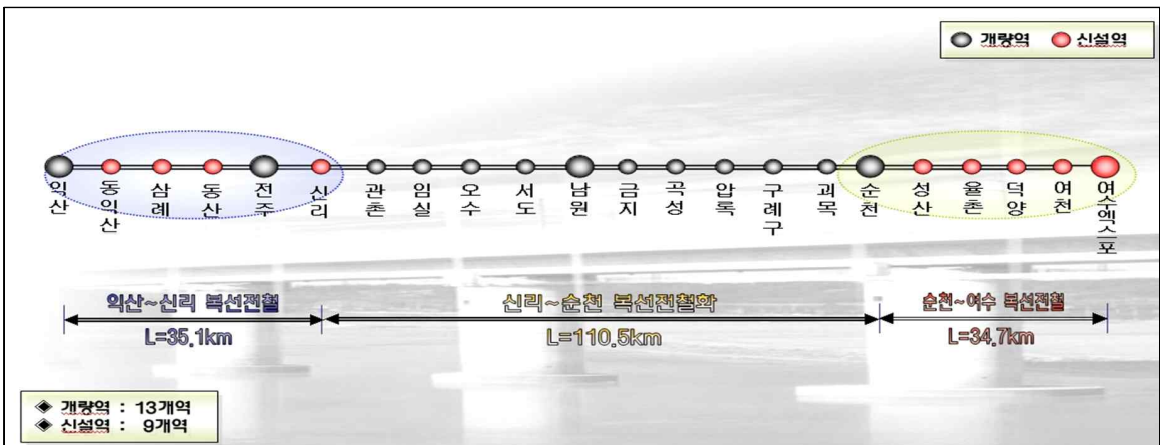 개량역 신설역
익산
동익산
삼례
동산
전주
신리
관촌
임실
오수
서도
남원
금지
곡성
압록
구례구
괴목
순천
성산
율촌
덕양
여천
여수엑스포
익산~신리 복선전철
L=35.1km
신리~순천 복선전철화
L=110.5km
순천~여수 복선전철
L=34.7km
◈ 개량역 : 13개역
◈ 신설역 : 9개역